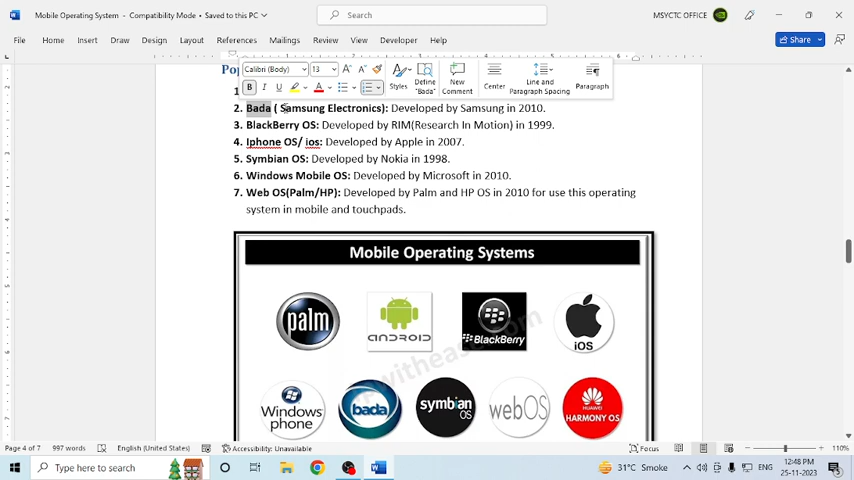 Mobile Operating System - Compatibility Mode • Saved to this PC
Search
MSYCTC OFFICER
File Home Insert Draw Design Layout References Mailings Review View Developer Help
Share
Calibri (Body) 13
B I U
Styles
Define "Bada"
New Comment
Center
Line and Paragraph Spacing
Paragraph
1
2. Bada ( Samsung Electronics): Developed by Samsung in 2010.
3. BlackBerry OS: Developed by RIM(Research In Motion) in 1999.
4. Iphone OS/ ios: Developed by Apple in 2007.
5. Symbian OS: Developed by Nokia in 1998.
6. Windows Mobile OS: Developed by Microsoft in 2010.
7. Web OS(Palm/HP): Developed by Palm and HP OS in 2010 for use this operating
system in mobile and touchpads.
Mobile Operating Systems
palm
android
BlackBerry
BlackBerry
iOS
Windows phone
bada
symbian OS
webOS
HUAWEI
HARMONY OS
Page 4 of 7 997 words English (United States) Accessibility: Unavailable Focus 110%
Type here to search
31°C Smoke
ENG
12:48 PM
25-11-2023